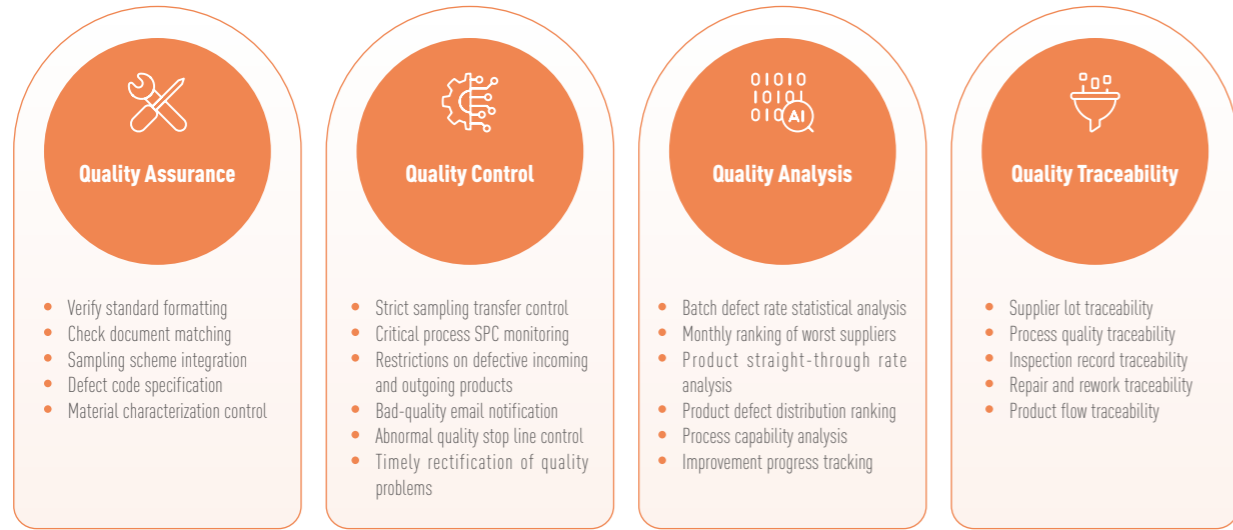 01010
10101
010
AI
Quality Assurance
Verify standard formatting
Check document matching
Sampling scheme integration
Defect code specification
Material characterization control
Quality Control
Strict sampling transfer control
Critical process SPC monitoring
Restrictions on defective incoming
and outgoing products
Bad-quality email notification
Abnormal quality stop line control
Timely rectification of quality
problems
Quality Analysis
Batch defect rate statistical analysis
Monthly ranking of worst suppliers
Product straight-through rate
analysis
Product defect distribution ranking
Process capability analysis
Improvement progress tracking
Quality Traceability
Supplier lot traceability
Process quality traceability
Inspection record traceability
Repair and rework traceability
Product flow traceability